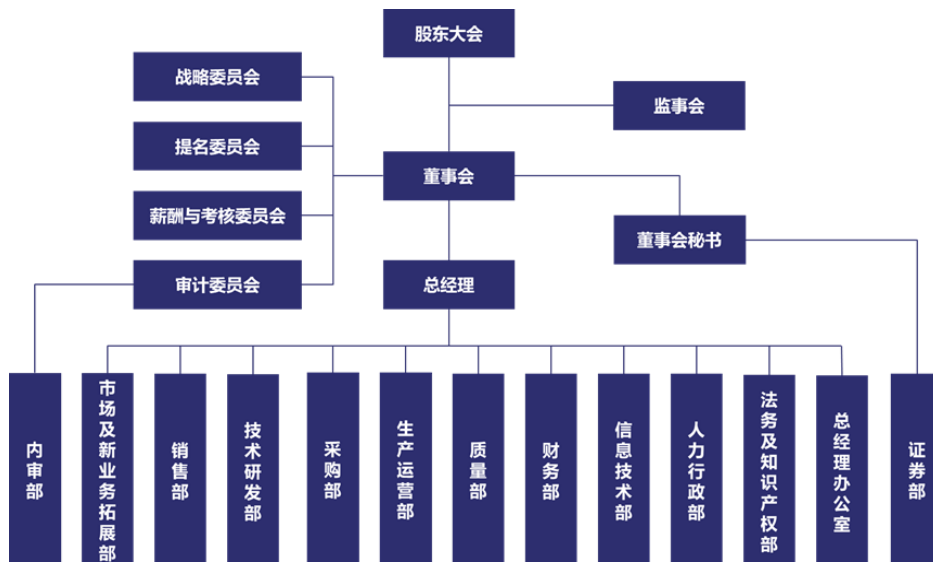 股东大会
战略委员会
监事会
提名委员会
董事会
薪酬与考核委员会
董事会秘书
审计委员会
总经理
内审部
市场及新业务拓展部
销售部
技术研发部
采购部
生产运营部
质量部
财务部
信息技术部
人力行政部
法务及知识产权部
总经理办公室
证券部